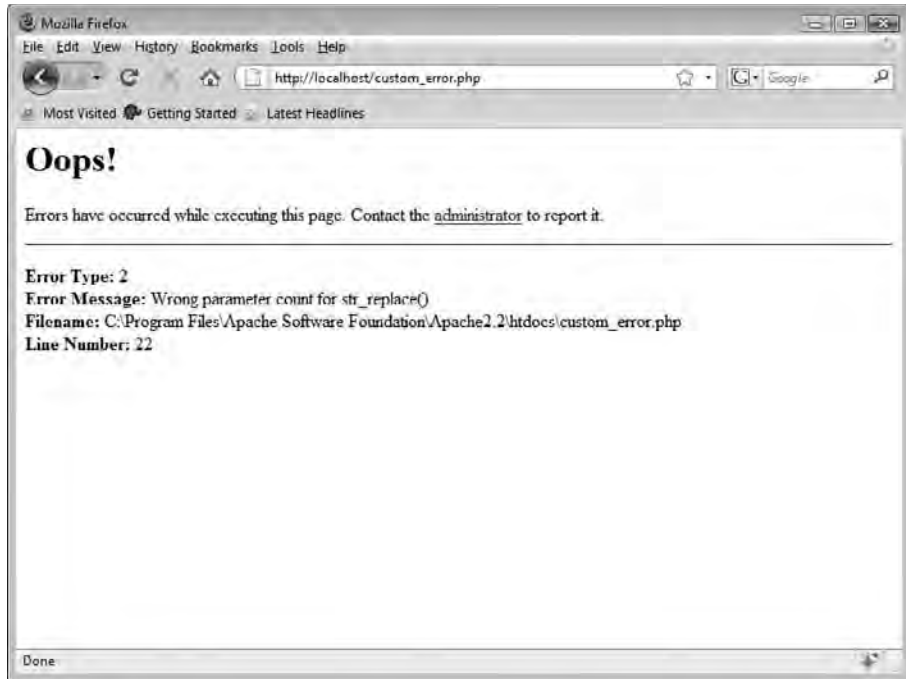 Mozilla Firefox
File Edit View History Bookmarks Tools Help
http://localhost/custom_error.php
G Google
Most Visited Getting Started Latest Headlines
Oops!
Errors have occurred while executing this page. Contact the administrator to report it.
Error Type: 2
Error Message: Wrong parameter count for str_replace()
Filename: C:\Program Files\Apache Software Foundation\Apache2.2\htdocs\custom_error.php
Line Number: 22
Done